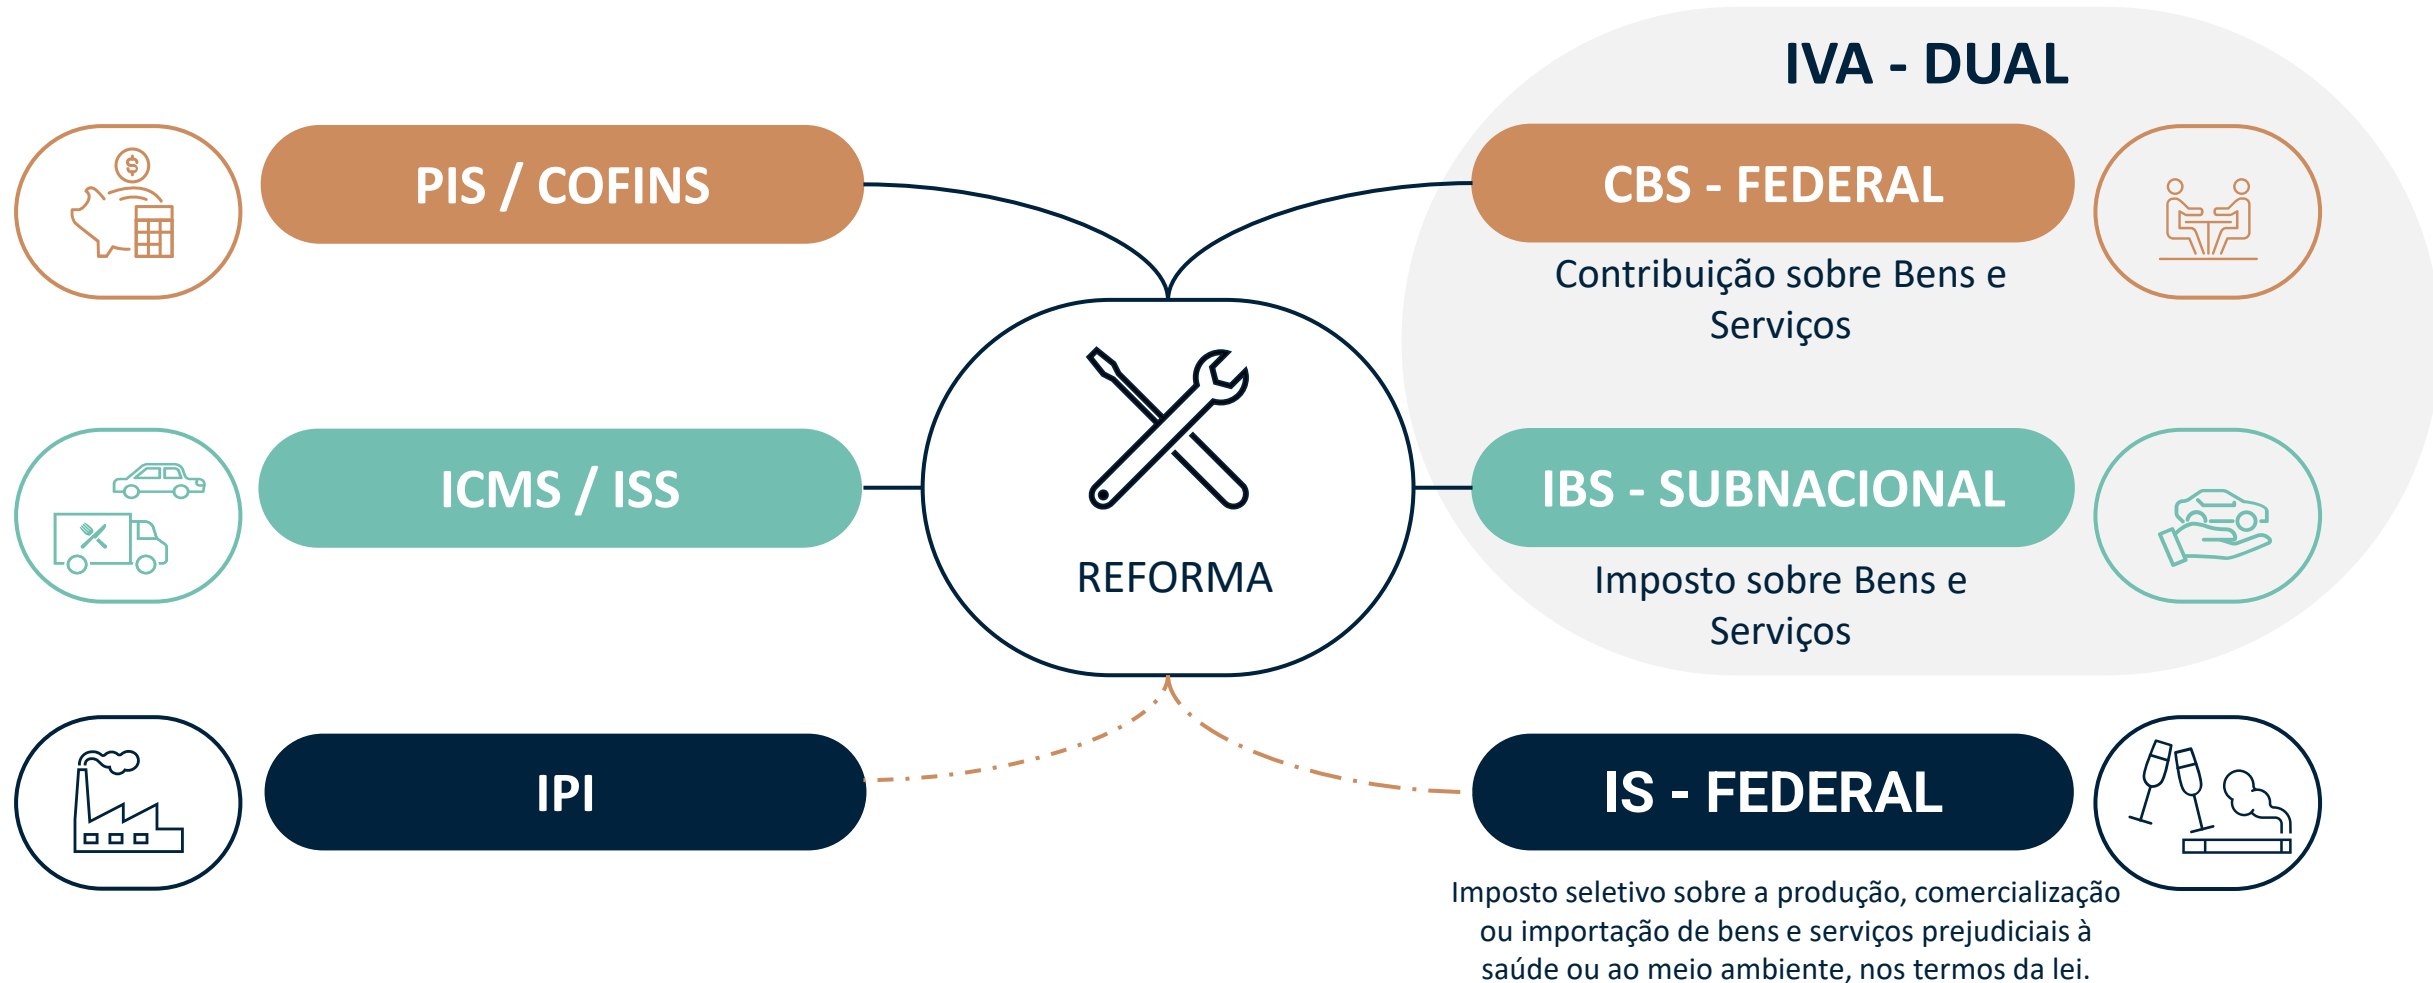 IVA - DUAL
PIS / COFINS
CBS - FEDERAL
Contribuição sobre Bens e
Serviços
ICMS / ISS
REFORMA
IBS - SUBNACIONAL
Imposto sobre Bens e
Serviços
IPI
IS - FEDERAL
Imposto seletivo sobre a produção, comercialização
ou importação de bens e serviços prejudiciais à
saúde ou ao meio ambiente, nos termos da lei.